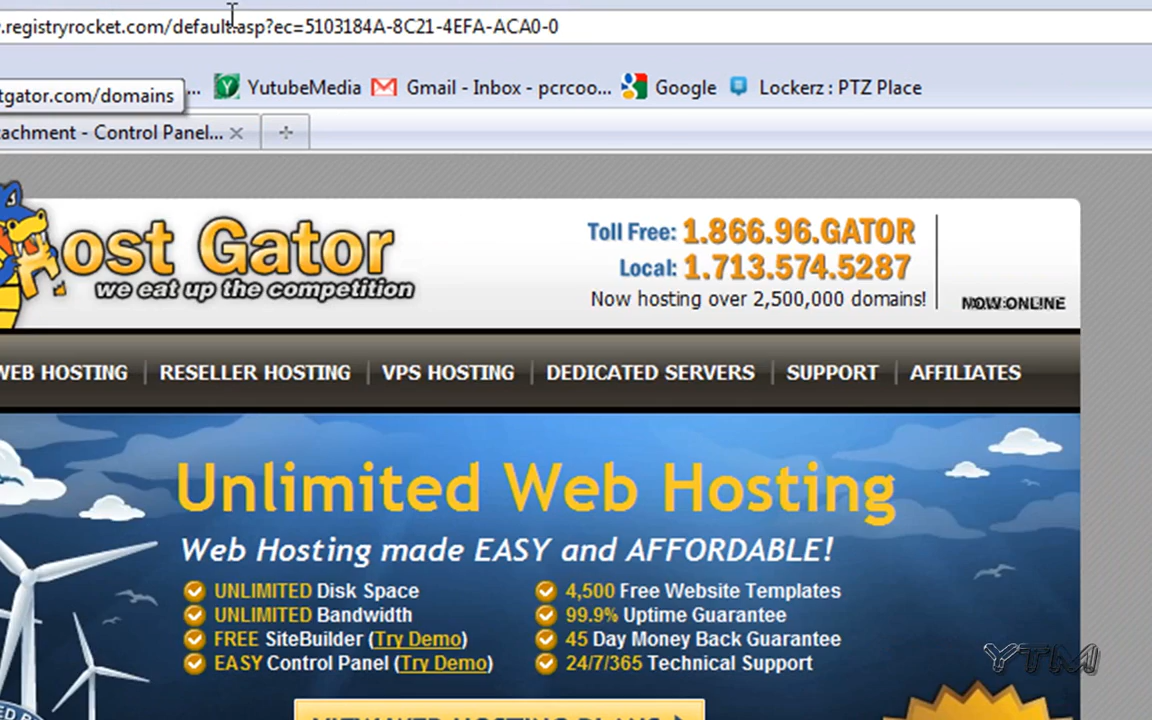 .registryrocket.com/default.asp?ec=5103184A-8C21-4EFA-ACA0-0
tgator.com/domains
... YutubeMedia Gmail - Inbox - pcrcoo... Google Lockerz : PTZ Place
tachment - Control Panel...
Host Gator
we eat up the competition
Toll Free: 1.866.96.GATOR
Local: 1.713.574.5287
Now hosting over 2,500,000 domains!
NOW ONLINE
WEB HOSTING RESELLER HOSTING VPS HOSTING DEDICATED SERVERS SUPPORT AFFILIATES
Unlimited Web Hosting
Web Hosting made EASY and AFFORDABLE!
UNLIMITED Disk Space
UNLIMITED Bandwidth
FREE SiteBuilder (Try Demo)
EASY Control Panel (Try Demo)
4,500 Free Website Templates
99.9% Uptime Guarantee
45 Day Money Back Guarantee
24/7/365 Technical Support
YTM